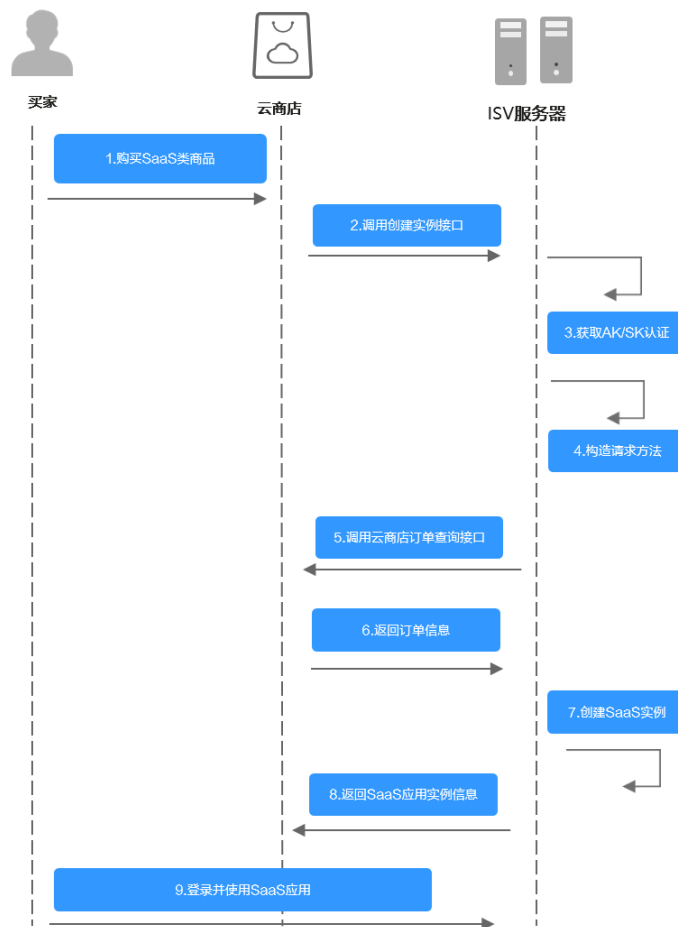 买家
云商店
ISV服务器
1.购买SaaS类商品
2.调用创建实例接口
3.获取AK/SK认证
4.构造请求方法
5.调用云商店订单查询接口
6.返回订单信息
7.创建SaaS实例
8.返回SaaS应用实例信息
9.登录并使用SaaS应用